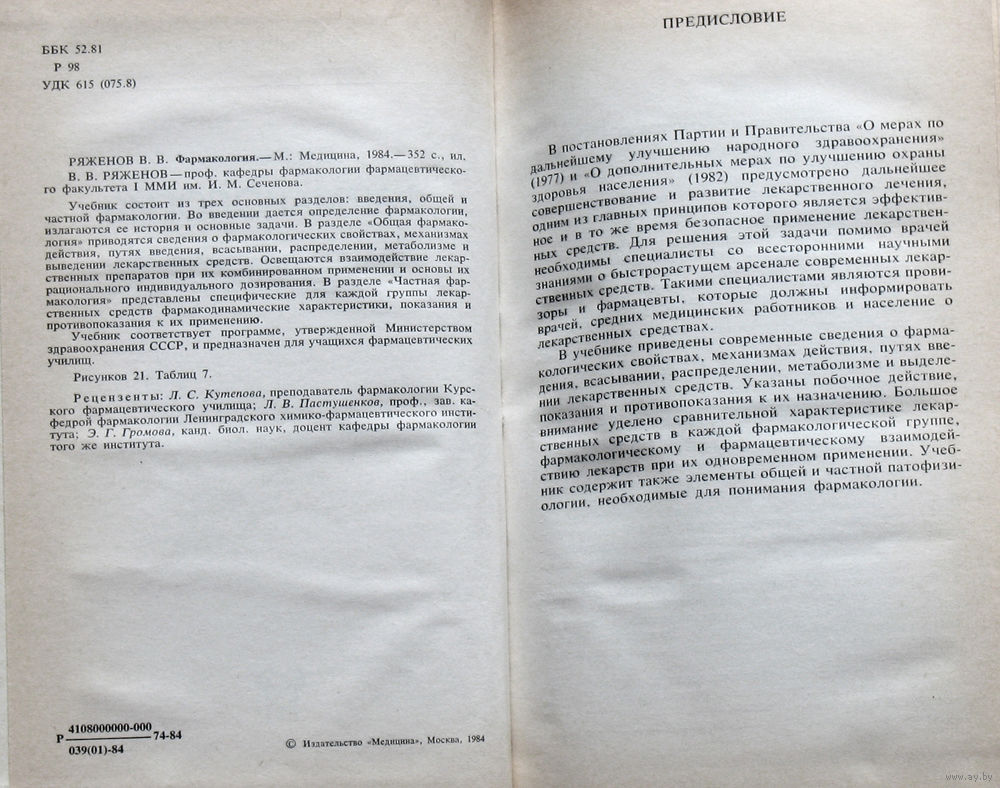 ББК 52.81
Р 98
УДК 615 (075.8)
РЯЖЕНОВ В. В. Фармакология.— М.: Медицина, 1984.— 352 с., ил.
В. В. РЯЖЕНОВ — проф. кафедры фармакологии фармацевтическо-
го факультета I ММИ им. И. М. Сеченова.
Учебник состоит из трех основных разделов: введения, общей и
частной фармакологии. Во введении дается определение фармакологии,
излагаются ее история и основные задачи. В разделе «Общая фармако-
логия» приводятся сведения о фармакологических свойствах, механизмах
действия, путях введения, всасывании, распределении, метаболизме и
выведении лекарственных средств. Освещаются взаимодействие лекар-
ственных препаратов при их комбинированном применении и основы их
рационального индивидуального дозирования. В разделе «Частная фар-
макология» представлены специфические для каждой группы лекар-
ственных средств фармакодинамические характеристики, показания и
противопоказания к их применению.
Учебник соответствует программе, утвержденной Министерством
здравоохранения СССР, и предназначен для учащихся фармацевтических
училищ.
Рисунков 21. Таблиц 7.
Рецензенты: Л. С. Кутепова, преподаватель фармакологии Кур-
ского фармацевтического училища; Л. В. Пастушенков, проф., зав. ка-
федрой фармакологии Ленинградского химико-фармацевтического инсти-
тута; Э. Г. Громова, канд. биол. наук, доцент кафедры фармакологии
того же института.
Р 4108000000-000 74-84
039(01)-84
© Издательство «Медицина», Москва, 1984
ПРЕДИСЛОВИЕ
В постановлениях Партии и Правительства «О мерах по
дальнейшему улучшению народного здравоохранения»
(1977) и «О дополнительных мерах по улучшению охраны
здоровья населения» (1982) предусмотрено дальнейшее
совершенствование и развитие лекарственного лечения,
одним из главных принципов которого является эффектив-
ное и в то же время безопасное применение лекарствен-
ных средств. Для решения этой задачи помимо врачей
необходимы специалисты со всесторонними научными
знаниями о быстрорастущем арсенале современных лекар-
ственных средств. Такими специалистами являются прови-
зоры и фармацевты, которые должны информировать
врачей, средних медицинских работников и население о
лекарственных средствах.
В учебнике приведены современные сведения о фарма-
кологических свойствах, механизмах действия, путях вве-
дения, всасывании, распределении, метаболизме и выделе-
нии лекарственных средств. Указаны побочное действие,
показания и противопоказания к их назначению. Большое
внимание уделено сравнительной характеристике лекар-
ственных средств в каждой фармакологической группе,
фармакологическому и фармацевтическому взаимодей-
ствию лекарств при их одновременном применении. Учеб-
ник содержит также элементы общей и частной патофизи-
ологии, необходимые для понимания фармакологии.
www.ay.by